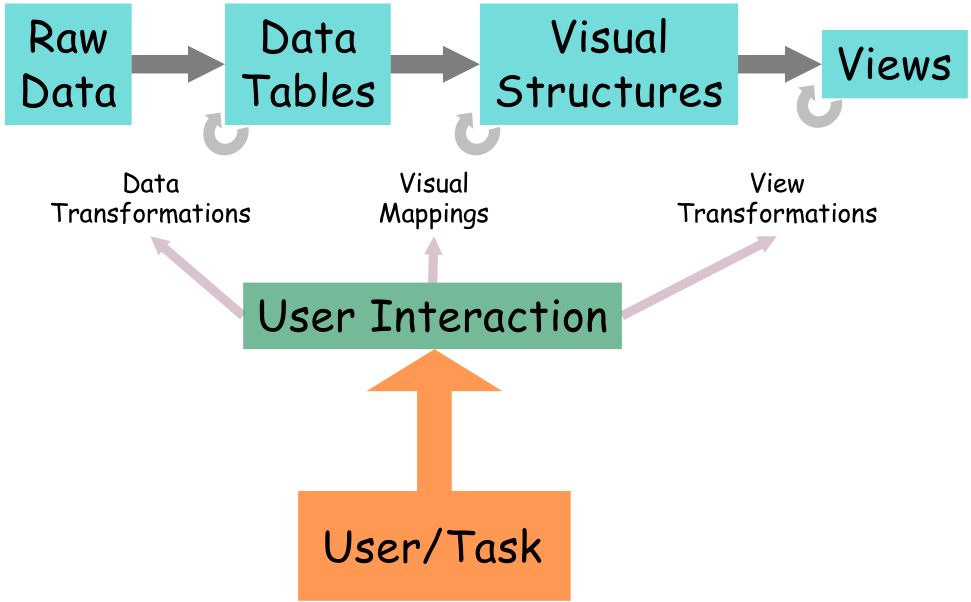 Raw
Data
Data
Tables
Visual
Structures
Views
Data
Transformations
Visual
Mappings
View
Transformations
User Interaction
User/Task